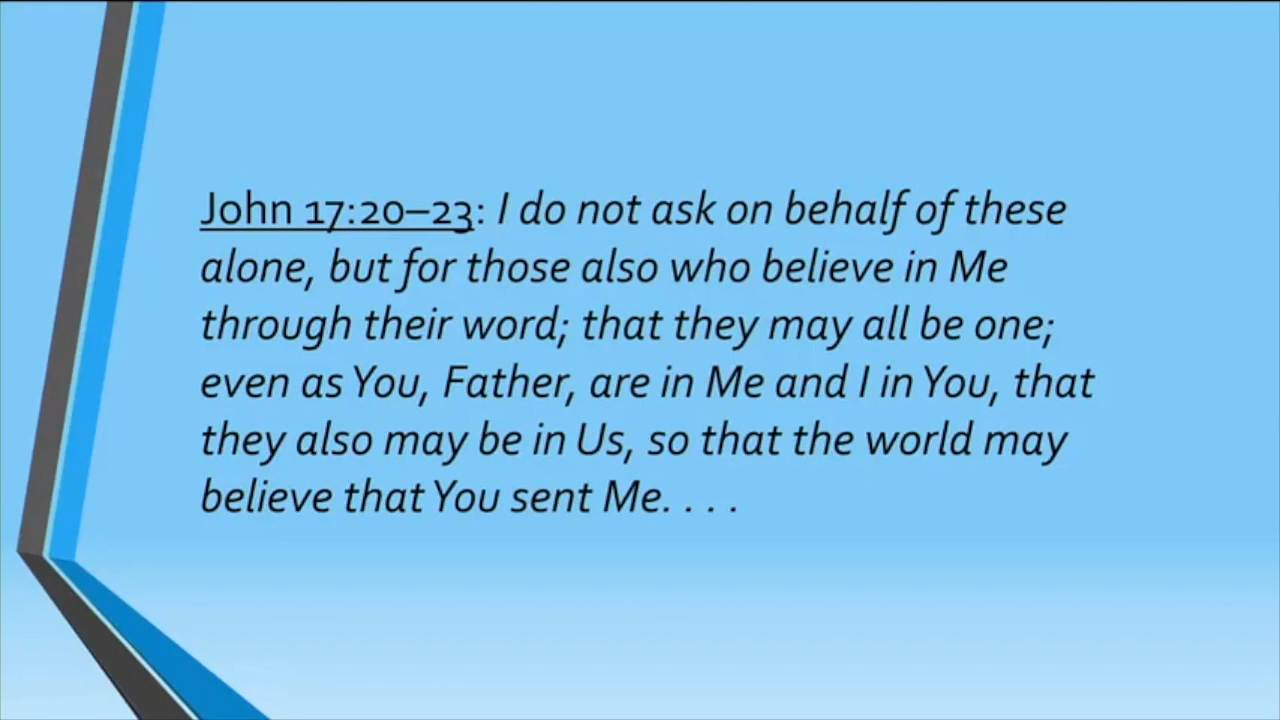 John 17:20–23: I do not ask on behalf of these
alone, but for those also who believe in Me
through their word; that they may all be one;
even as You, Father, are in Me and I in You, that
they also may be in Us, so that the world may
believe that You sent Me. . . .